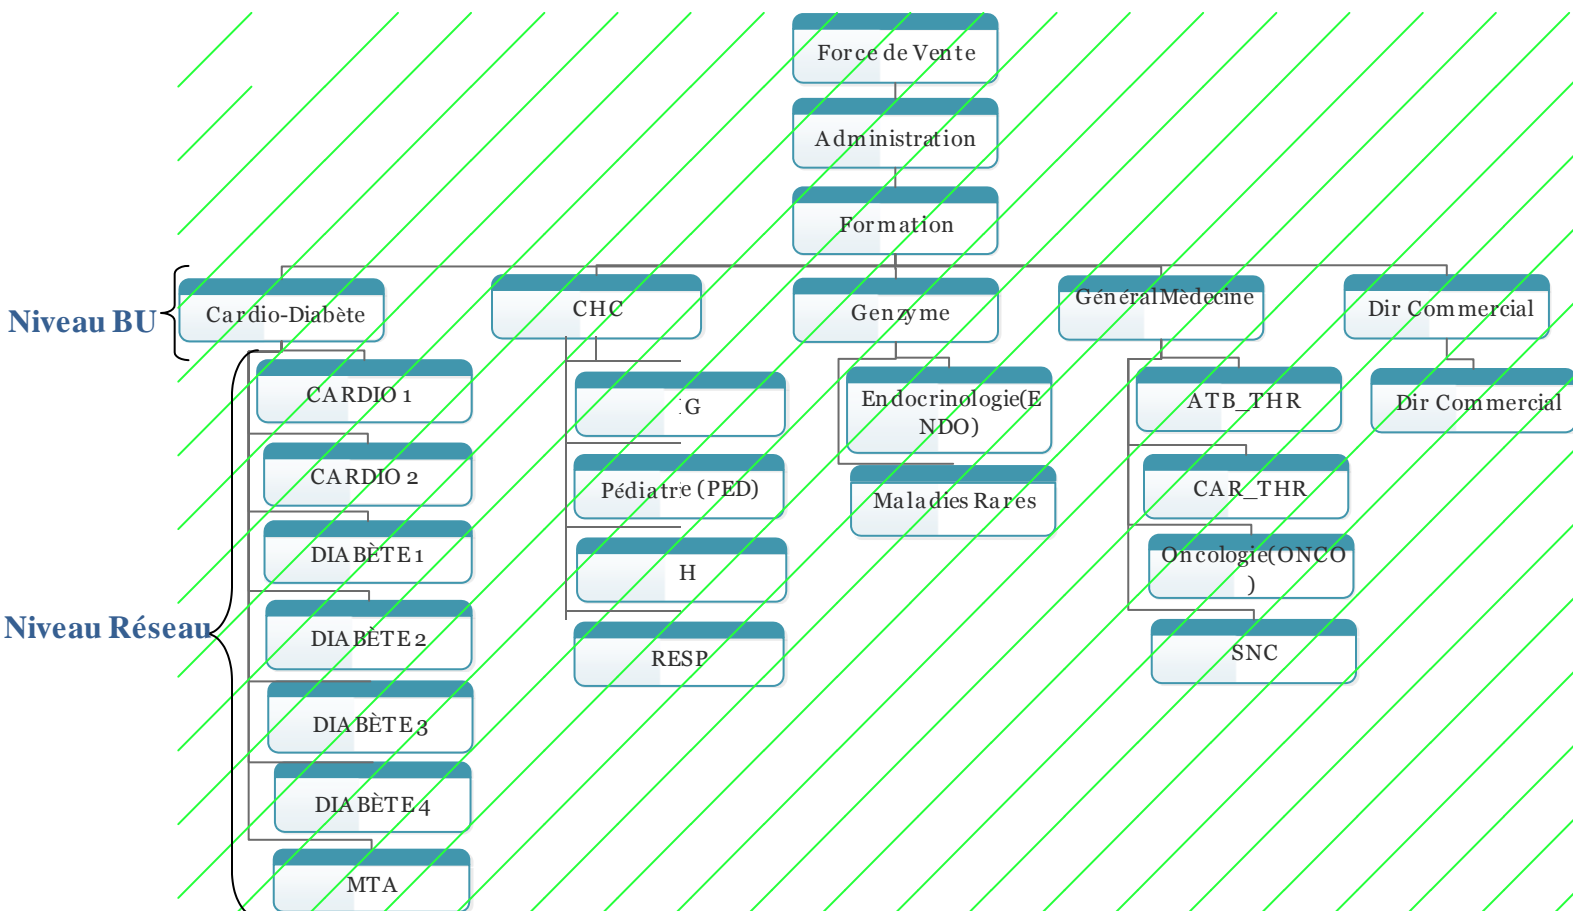 Force de Vente
Administration
Formation
Niveau BU
Cardio-Diabète
CHC
Genzyme
GénéralMèdecine
Dir Commercial
Niveau Réseau
CARDIO 1
CARDIO 2
DIABÈTE 1
DIABÈTE 2
DIABÈTE 3
DIABÈTE 4
MTA
IG
Pédiatrie (PED)
H
RESP
Endocrinologie(E
NDO)
Maladies Rares
ATB_THR
CAR_THR
Oncologie(ONCO
)
SNC
Dir Commercial